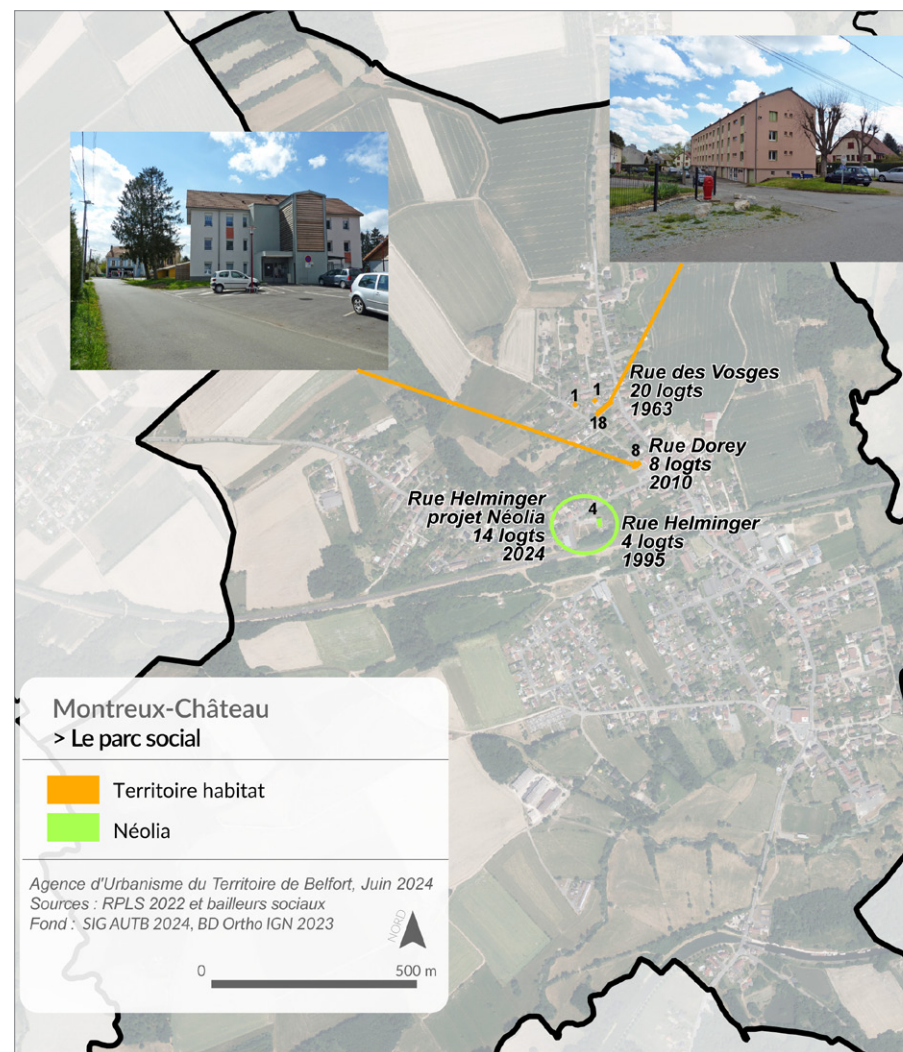 1
1
18
Rue des Vosges
20 logts
1963
8
Rue Dorey
8 logts
2010
Rue Helminger
projet Néolia
14 logts
2024
4
Rue Helminger
4 logts
1995
Montreux-Château
> Le parc social
Territoire habitat
Néolia
Agence d'Urbanisme du Territoire de Belfort, Juin 2024
Sources : RPLS 2022 et bailleurs sociaux
Fond : SIG AUTB 2024, BD Ortho IGN 2023
NORD
0
500 m